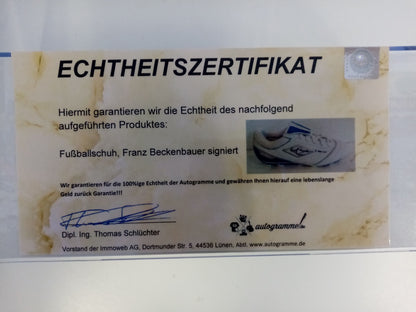 ECHTHEITSZERTIFIKAT
Hiermit garantieren wir die Echtheit des nachfolgend
aufgeführten Produktes:
Fußballschuh, Franz Beckenbauer signiert
Wir garantieren für die 100%ige Echtheit der Autogramme und gewähren Ihnen hierauf eine lebenslange
Geld zurück Garantie!!!
Dipl. Ing. Thomas Schlüchter
autogramme
Vorstand der Immoweb AG, Dortmunder Str. 5, 44536 Lünen, Abtl. www.autogramme.de